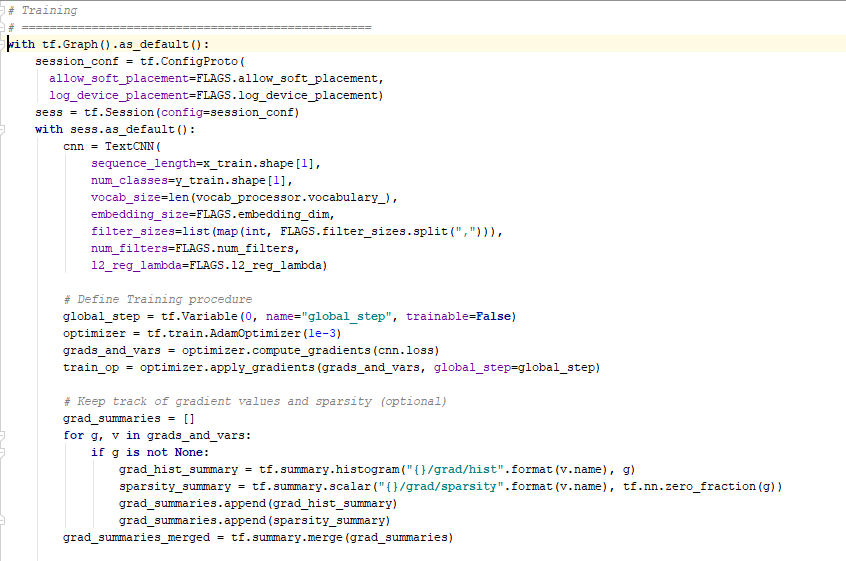 # Training
# ==================================================
with tf.Graph().as_default():
    session_conf = tf.ConfigProto(
      allow_soft_placement=FLAGS.allow_soft_placement,
      log_device_placement=FLAGS.log_device_placement)
    sess = tf.Session(config=session_conf)
    with sess.as_default():
        cnn = TextCNN(
            sequence_length=x_train.shape[1],
            num_classes=y_train.shape[1],
            vocab_size=len(vocab_processor.vocabulary_),
            embedding_size=FLAGS.embedding_dim,
            filter_sizes=list(map(int, FLAGS.filter_sizes.split(","))),
            num_filters=FLAGS.num_filters,
            l2_reg_lambda=FLAGS.l2_reg_lambda)

        # Define Training procedure
        global_step = tf.Variable(0, name="global_step", trainable=False)
        optimizer = tf.train.AdamOptimizer(1e-3)
        grads_and_vars = optimizer.compute_gradients(cnn.loss)
        train_op = optimizer.apply_gradients(grads_and_vars, global_step=global_step)

        # Keep track of gradient values and sparsity (optional)
        grad_summaries = []
        for g, v in grads_and_vars:
            if g is not None:
                grad_hist_summary = tf.summary.histogram("{}/grad/hist".format(v.name), g)
                sparsity_summary = tf.summary.scalar("{}/grad/sparsity".format(v.name), tf.nn.zero_fraction(g))
                grad_summaries.append(grad_hist_summary)
                grad_summaries.append(sparsity_summary)
        grad_summaries_merged = tf.summary.merge(grad_summaries)